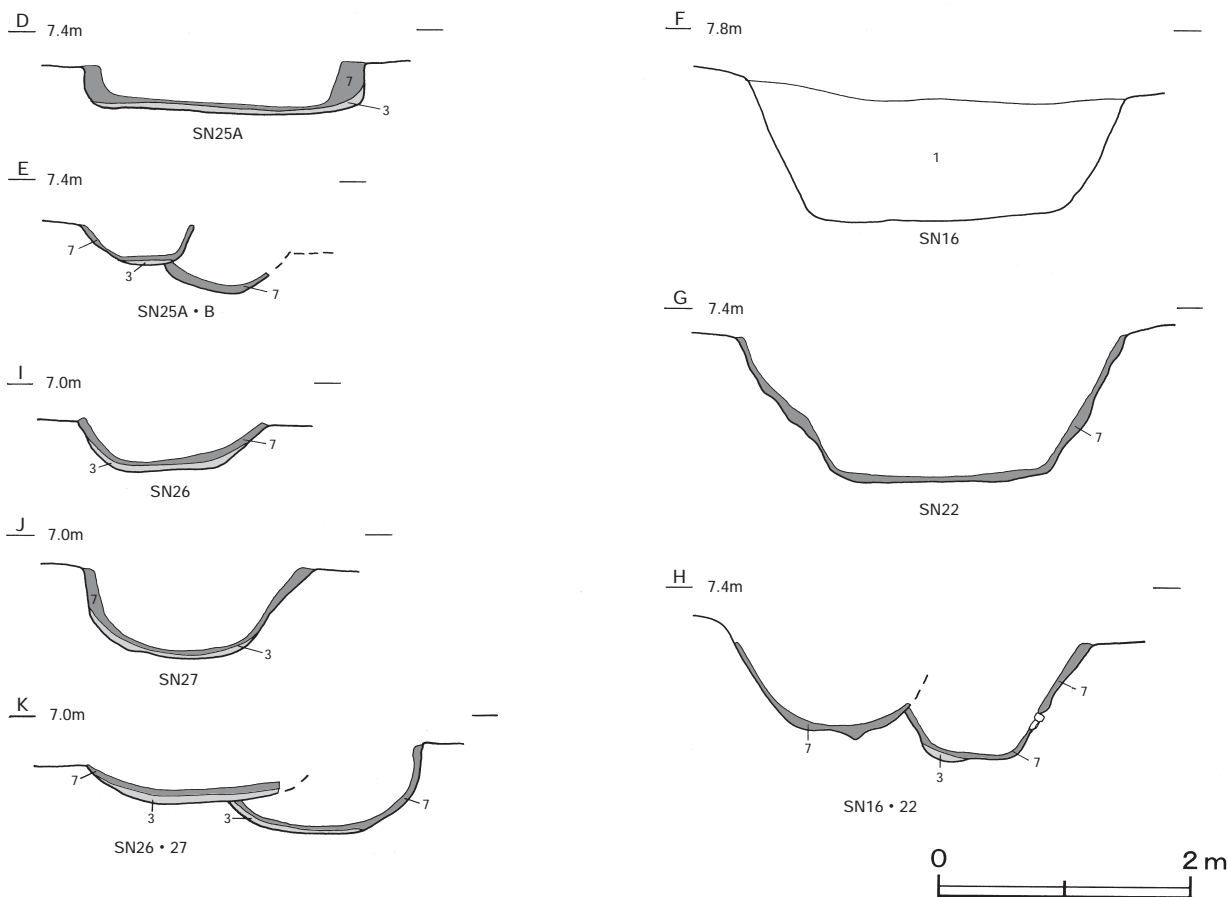 D 7.4m
7
3
SN25A
E 7.4m
7
3
7
SN25A・B
I 7.0m
7
3
SN26
J 7.0m
7
3
SN27
K 7.0m
7
3
3
7
SN26・27
F 7.8m
1
SN16
G 7.4m
7
SN22
H 7.4m
7
7
3
7
SN16・22
0 2 m